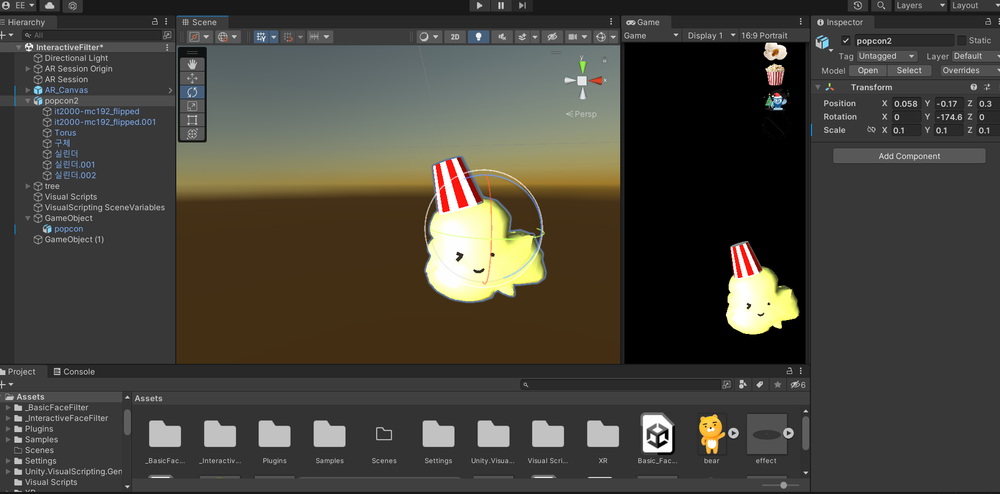 EE
Layers
Layout
Hierarchy
All
InteractiveFilter*
Directional Light
AR Session Origin
AR Session
AR_Canvas
popcon2
it2000-mc192_flipped
it2000-mc192_flipped.001
Torus
구체
실린더
실린더.001
실린더.002
tree
Visual Scripts
VisualScripting SceneVariables
GameObject
popcon
GameObject (1)
Scene
2D
y
x
Persp
Game
Game
Display 1
16:9 Portrait
Inspector
popcon2
Static
Tag Untagged Layer Default
Model Open Select Overrides
Transform
Position X 0.058 Y -0.17 Z 0.3
Rotation X 0 Y -174.6 Z 0
Scale X 0.1 Y 0.1 Z 0.1
Add Component
Project
Console
6
Assets
_BasicFaceFilter
_InteractiveFaceFilter
Plugins
Samples
Scenes
Settings
Unity.VisualScripting.Gen
Visual Scripts
XR
Assets
_BasicFac...
_Interactiv...
Plugins
Samples
Scenes
Settings
Unity.Visua...
Visual Scri...
XR
Basic_Fac...
bear
effect